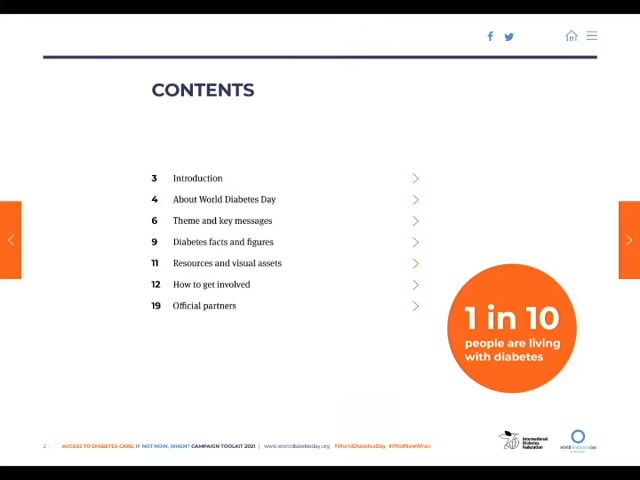 CONTENTS
3 Introduction
4 About World Diabetes Day
6 Theme and key messages
9 Diabetes facts and figures
11 Resources and visual assets
12 How to get involved
19 Official partners
1 in 10
people are living
with diabetes
2 ACCESS TO DIABETES CARE: IF NOT NOW, WHEN? CAMPAIGN TOOLKIT 2021 | www.worlddiabetesday.org #WorldDiabetesDay #IfNotNowWhen
International
Diabetes
Federation
world diabetes day